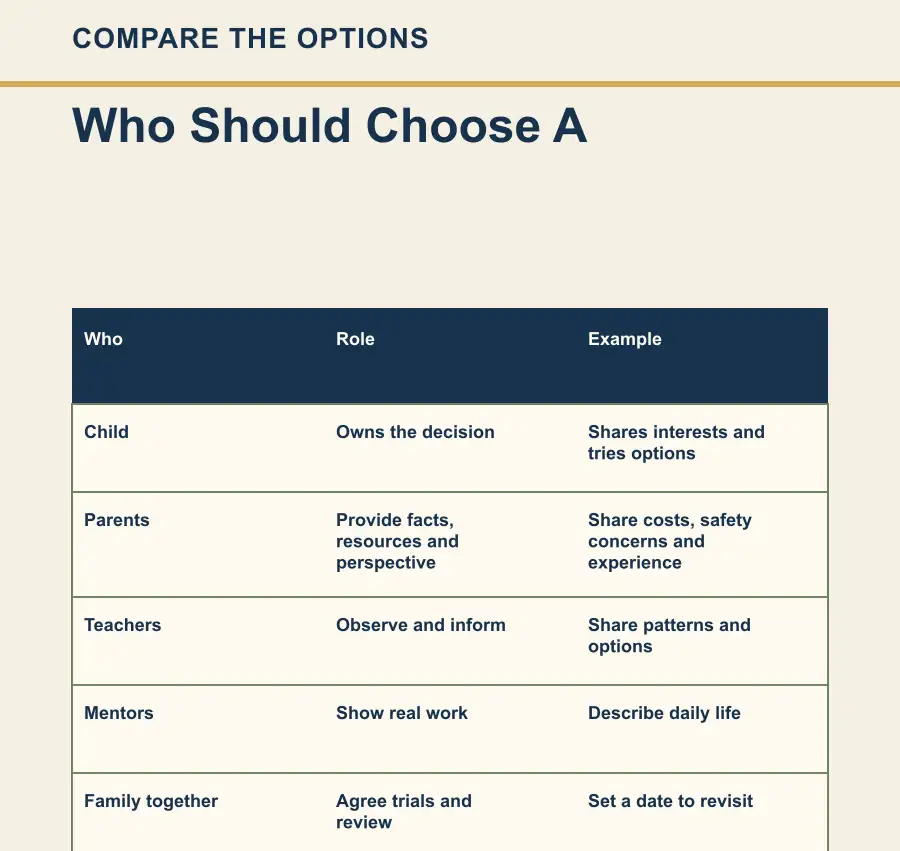 COMPARE THE OPTIONS
Who Should Choose A
Who Role Example
Child Owns the decision Shares interests and
tries options
Parents Provide facts, Share costs, safety
resources and concerns and
perspective experience
Teachers Observe and inform Share patterns and
options
Mentors Show real work Describe daily life
Family together Agree trials and Set a date to revisit
review